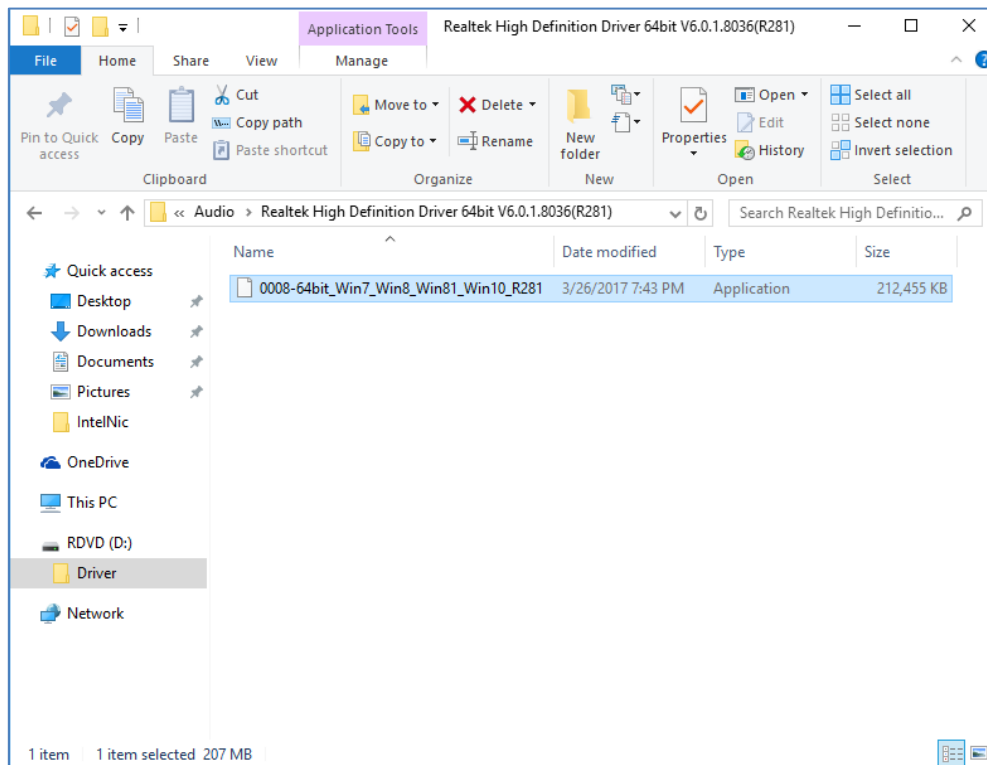 Application Tools
Realtek High Definition Driver 64bit V6.0.1.8036(R281)
File Home Share View Manage
Pin to Quick access
Copy
Paste
Cut
Copy path
Paste shortcut
Clipboard
Move to
Copy to
Delete
Rename
Organize
New folder
New
Properties
Open
Edit
History
Open
Select all
Select none
Invert selection
Select
« Audio > Realtek High Definition Driver 64bit V6.0.1.8036(R281)
Search Realtek High Definitio...
Name Date modified Type Size
0008-64bit_Win7_Win8_Win81_Win10_R281 3/26/2017 7:43 PM Application 212,455 KB
Quick access
Desktop
Downloads
Documents
Pictures
IntelNic
OneDrive
This PC
RDVD (D:)
Driver
Network
1 item 1 item selected 207 MB